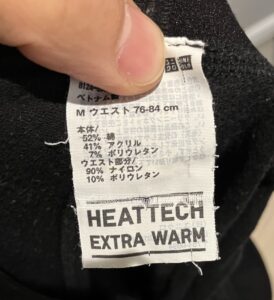 ベトナム製
M ウエスト 76-84 cm
本体/
52% 綿
41% アクリル
7% ポリウレタン
ウエスト部分/
90% ナイロン
10% ポリウレタン
HEATTECH
EXTRA WARM